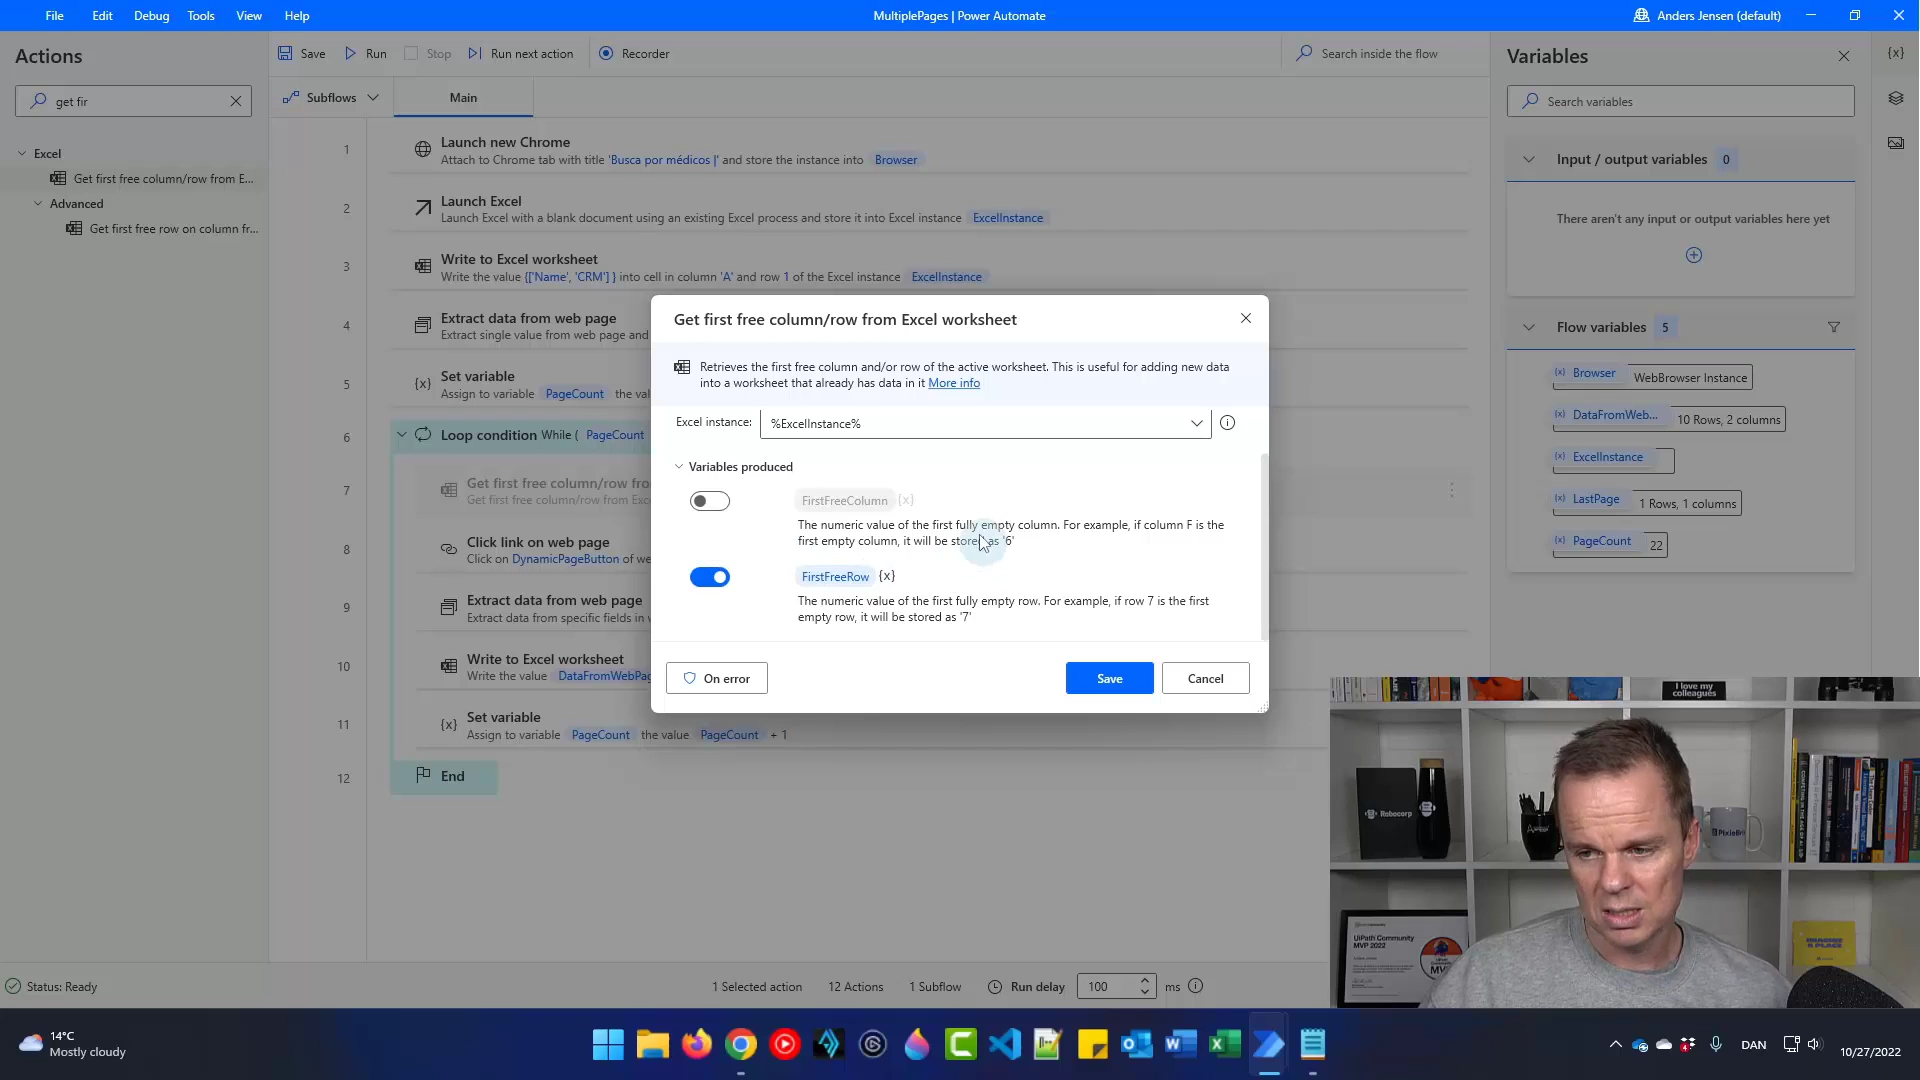 File Edit Debug Tools View Help
MultiplePages | Power Automate
Anders Jensen (default)
Actions
get fir
Excel
Get first free column/row from E...
Advanced
Get first free row on column fr...
Save Run Stop Run next action Recorder
Search inside the flow
Subflows Main
1 Launch new Chrome
Attach to Chrome tab with title 'Busca por médicos |' and store the instance into Browser
2 Launch Excel
Launch Excel with a blank document using an existing Excel process and store it into Excel instance ExcelInstance
3 Write to Excel worksheet
Write the value {['Name', 'CRM'] } into cell in column 'A' and row 1 of the Excel instance ExcelInstance
4 Extract data from web page
Extract single value from web page and
5 Set variable
Assign to variable PageCount the val
6 Loop condition While ( PageCount
7 Get first free column/row fro
Get first free column/row from Exce
8 Click link on web page
Click on DynamicPageButton of we
9 Extract data from web page
Extract data from specific fields in w
10 Write to Excel worksheet
Write the value DataFromWebPag
11 Set variable
Assign to variable PageCount the value PageCount + 1
12 End
Get first free column/row from Excel worksheet
Retrieves the first free column and/or row of the active worksheet. This is useful for adding new data
into a worksheet that already has data in it More info
Excel instance: %ExcelInstance%
Variables produced
FirstFreeColumn {x}
The numeric value of the first fully empty column. For example, if column F is the
first empty column, it will be stored as '6'
FirstFreeRow {x}
The numeric value of the first fully empty row. For example, if row 7 is the first
empty row, it will be stored as '7'
On error Save Cancel
Variables
{x}
Search variables
Input / output variables 0
There aren't any input or output variables here yet
Flow variables 5
(x) Browser WebBrowser Instance
(x) DataFromWeb... 10 Rows, 2 columns
(x) ExcelInstance
(x) LastPage 1 Rows, 1 columns
(x) PageCount 22
I love my
colleagues
Robocorp
PixieBrix
UiPath Community
MVP 2022
Status: Ready
1 Selected action 12 Actions 1 Subflow Run delay 100 ms
14°C
Mostly cloudy
DAN
10/27/2022